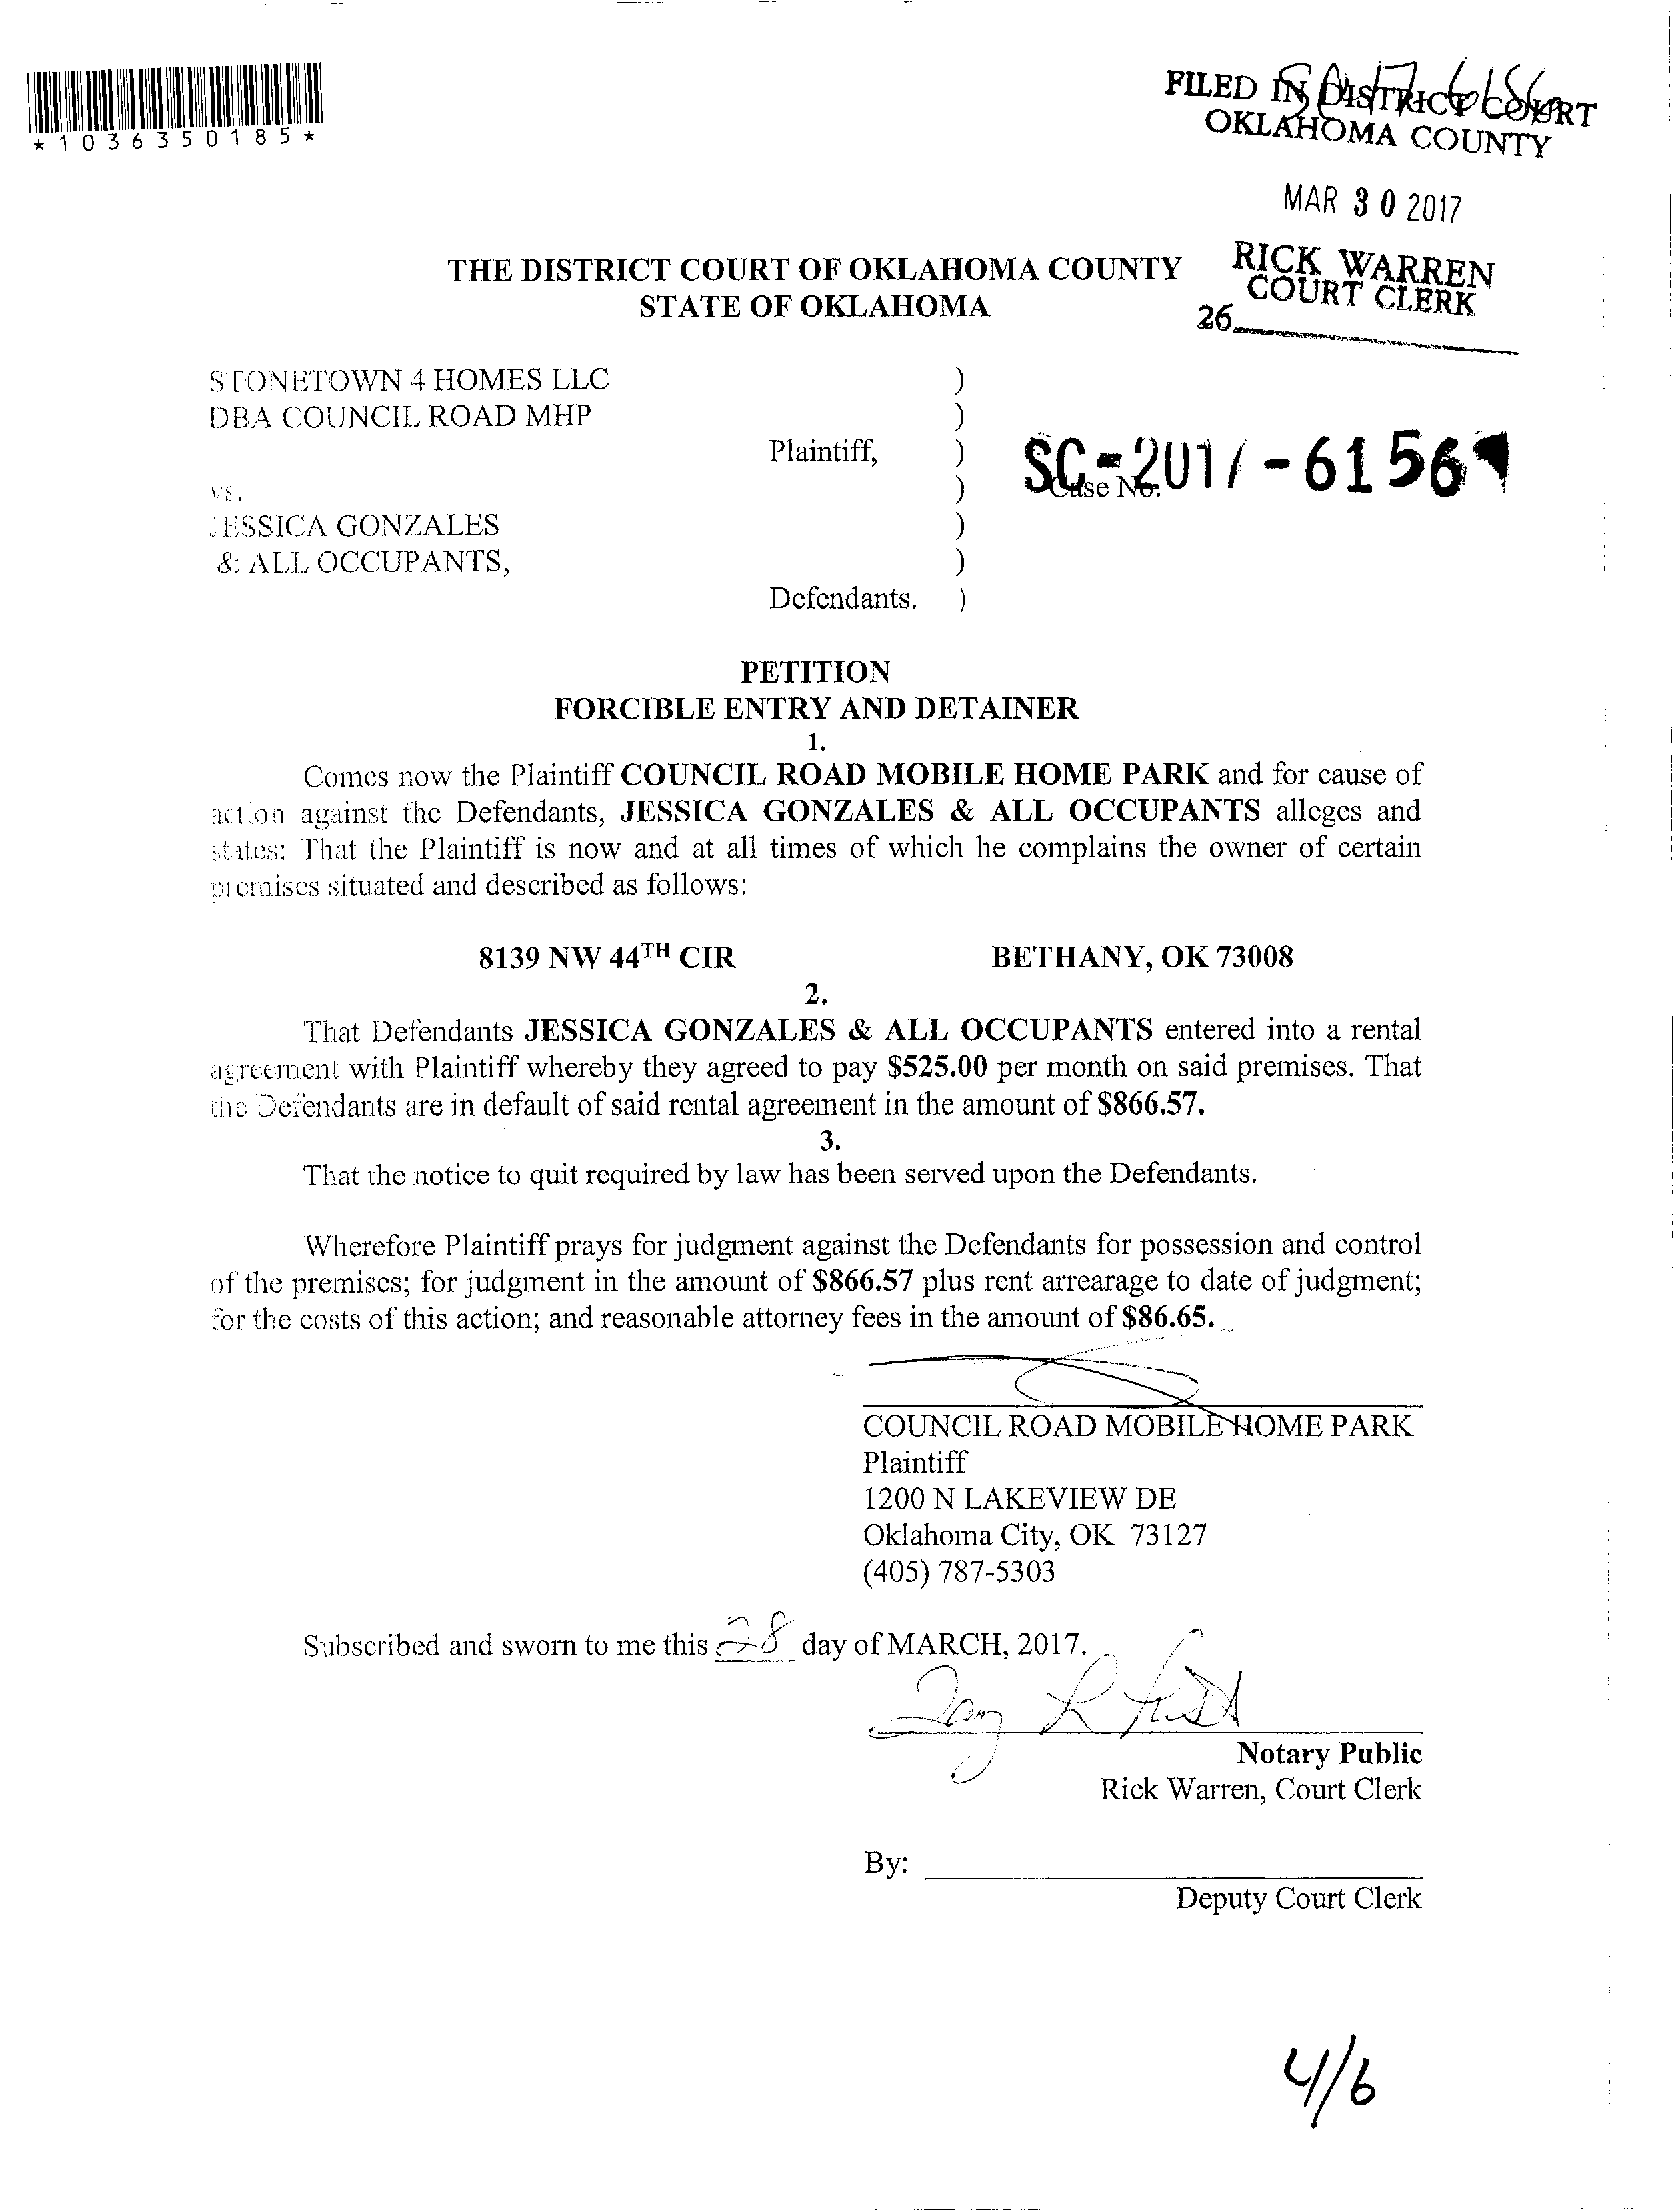 *1036350185*
FILED IN DISTRICT COURT
OKLAHOMA COUNTY
MAR 30 2017
RICK WARREN
COURT CLERK
26
THE DISTRICT COURT OF OKLAHOMA COUNTY
STATE OF OKLAHOMA
STONETOWN 4 HOMES LLC )
DBA COUNCIL ROAD MHP )
Plaintiff, )
vs. ) Case No. SC-2017-6156
JESSICA GONZALES )
& ALL OCCUPANTS, )
Defendants. )
PETITION
FORCIBLE ENTRY AND DETAINER
1.
Comes now the Plaintiff COUNCIL ROAD MOBILE HOME PARK and for cause of
action against the Defendants, JESSICA GONZALES & ALL OCCUPANTS alleges and
states: That the Plaintiff is now and at all times of which he complains the owner of certain
premises situated and described as follows:
8139 NW 44TH CIR BETHANY, OK 73008
2.
That Defendants JESSICA GONZALES & ALL OCCUPANTS entered into a rental
agreement with Plaintiff whereby they agreed to pay $525.00 per month on said premises. That
the Defendants are in default of said rental agreement in the amount of $866.57.
3.
That the notice to quit required by law has been served upon the Defendants.
Wherefore Plaintiff prays for judgment against the Defendants for possession and control
of the premises; for judgment in the amount of $866.57 plus rent arrearage to date of judgment;
for the costs of this action; and reasonable attorney fees in the amount of $86.65.
COUNCIL ROAD MOBILE HOME PARK
Plaintiff
1200 N LAKEVIEW DE
Oklahoma City, OK 73127
(405) 787-5303
Subscribed and sworn to me this 28 day of MARCH, 2017.
Notary Public
Rick Warren, Court Clerk
By:
Deputy Court Clerk
4/6